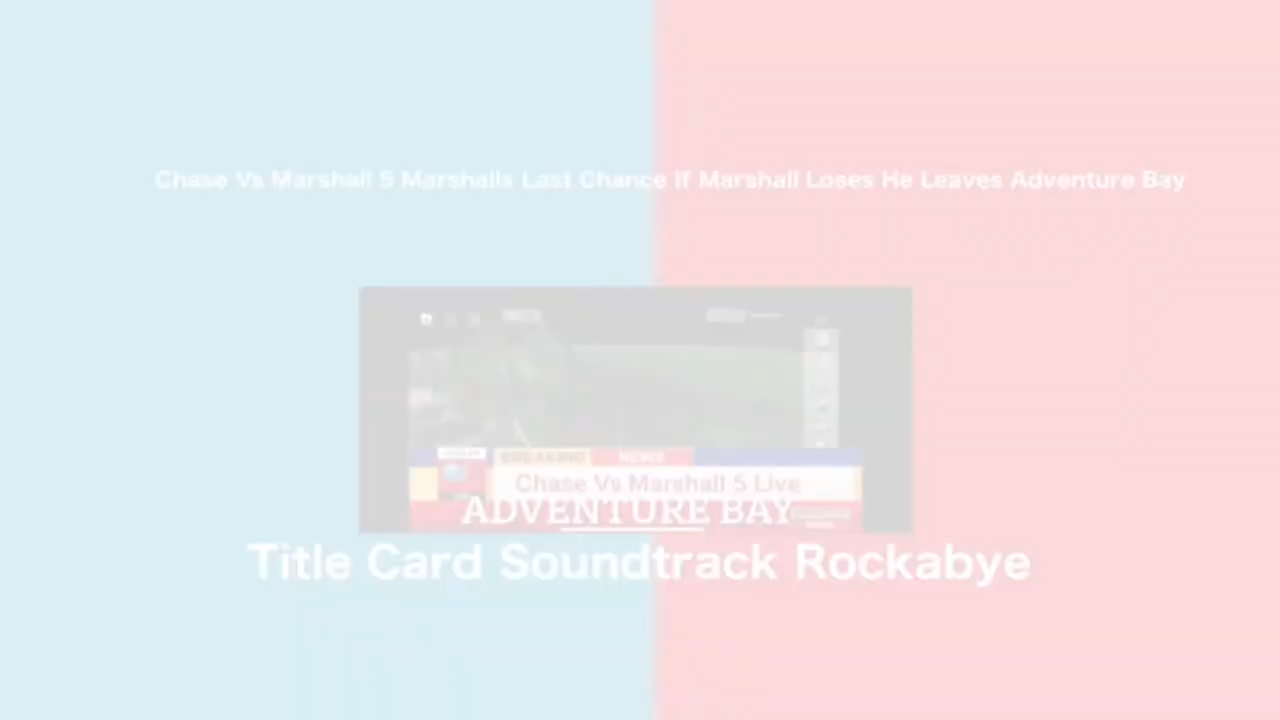 Chase Vs Marshall 5 Marshalls Last Chance If Marshall Loses He Leaves Adventure Bay
BREAKING NEWS
Chase Vs Marshall 5 Live
ADVENTURE BAY
Title Card Soundtrack Rockabye